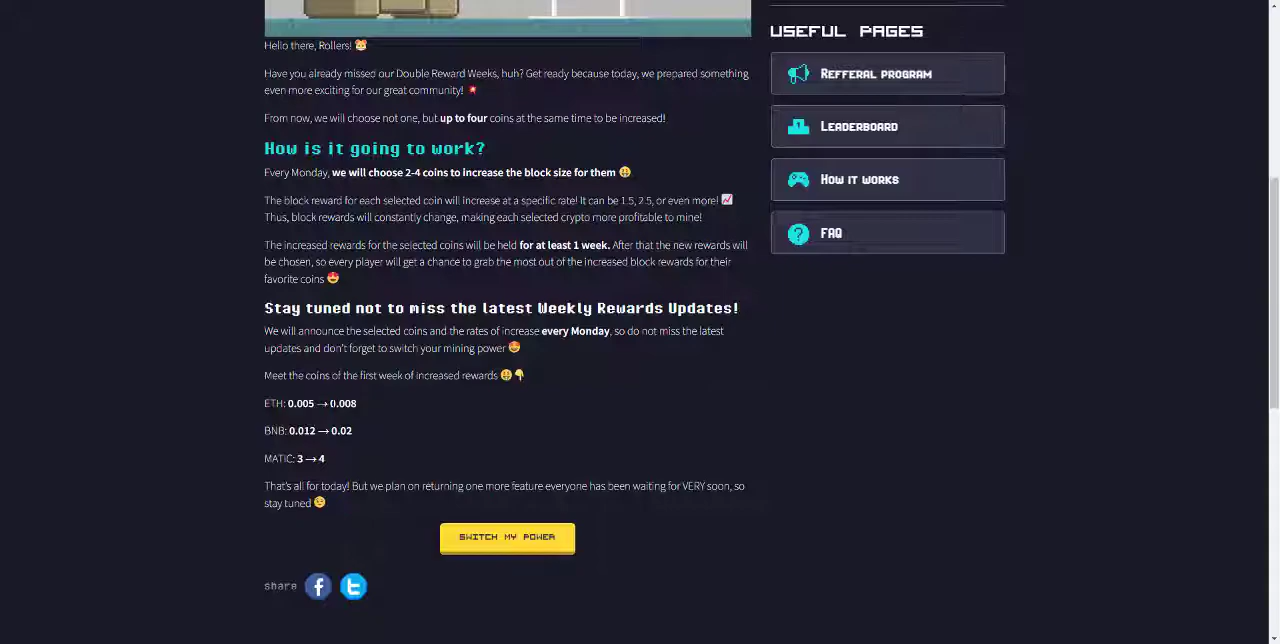 Hello there, Rollers! 🐹
Have you already missed our Double Reward Weeks, huh? Get ready because today, we prepared something
even more exciting for our great community! 💥
From now, we will choose not one, but up to four coins at the same time to be increased!
How is it going to work?
Every Monday, we will choose 2-4 coins to increase the block size for them 🤑
The block reward for each selected coin will increase at a specific rate! It can be 1.5, 2.5, or even more! 📈
Thus, block rewards will constantly change, making each selected crypto more profitable to mine!
The increased rewards for the selected coins will be held for at least 1 week. After that the new rewards will
be chosen, so every player will get a chance to grab the most out of the increased block rewards for their
favorite coins 😍
Stay tuned not to miss the latest Weekly Rewards Updates!
We will announce the selected coins and the rates of increase every Monday, so do not miss the latest
updates and don't forget to switch your mining power 😍
Meet the coins of the first week of increased rewards 🤑👇
ETH: 0.005 → 0.008
BNB: 0.012 → 0.02
MATIC: 3 → 4
That's all for today! But we plan on returning one more feature everyone has been waiting for VERY soon, so
stay tuned 😉
SWITCH MY POWER
share
USEFUL PAGES
REFFERAL PROGRAM
LEADERBOARD
HOW IT WORKS
FAQ